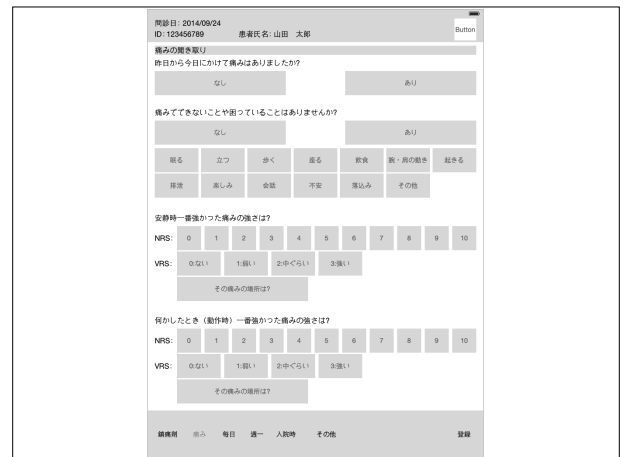 問診日: 2014/09/24
ID: 123456789 患者氏名: 山田 太郎
Button
痛みの聞き取り
昨日から今日にかけて痛みはありましたか?
なし あり
痛みでできないことや困っていることはありませんか?
なし あり
眠る 立つ 歩く 座る 飲食 腕・肩の動き 起きる
排泄 楽しみ 会話 不安 落込み その他
安静時一番強かった痛みの強さは?
NRS: 0 1 2 3 4 5 6 7 8 9 10
VRS: 0:ない 1:弱い 2:中ぐらい 3:強い
その痛みの場所は?
何かしたとき(動作時)一番強かった痛みの強さは?
NRS: 0 1 2 3 4 5 6 7 8 9 10
VRS: 0:ない 1:弱い 2:中ぐらい 3:強い
その痛みの場所は?
鎮痛剤 痛み 毎日 週一 入院時 その他 登録